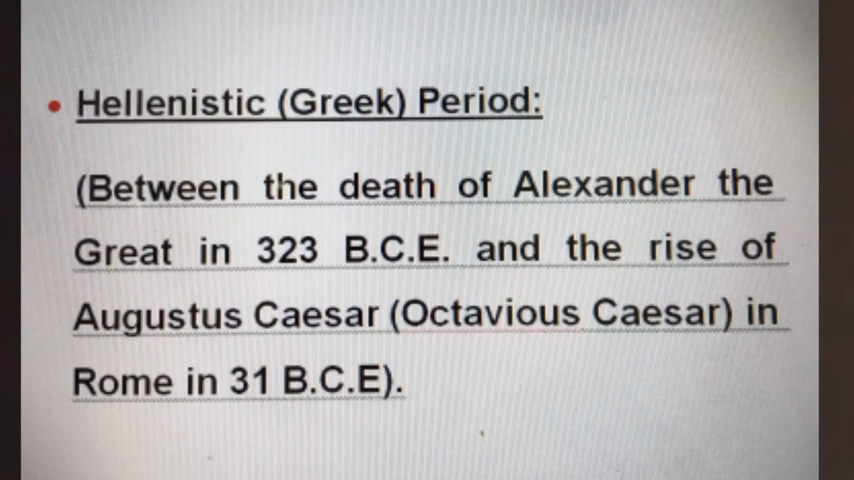 • Hellenistic (Greek) Period:
(Between the death of Alexander the
Great in 323 B.C.E. and the rise of
Augustus Caesar (Octavious Caesar) in
Rome in 31 B.C.E).